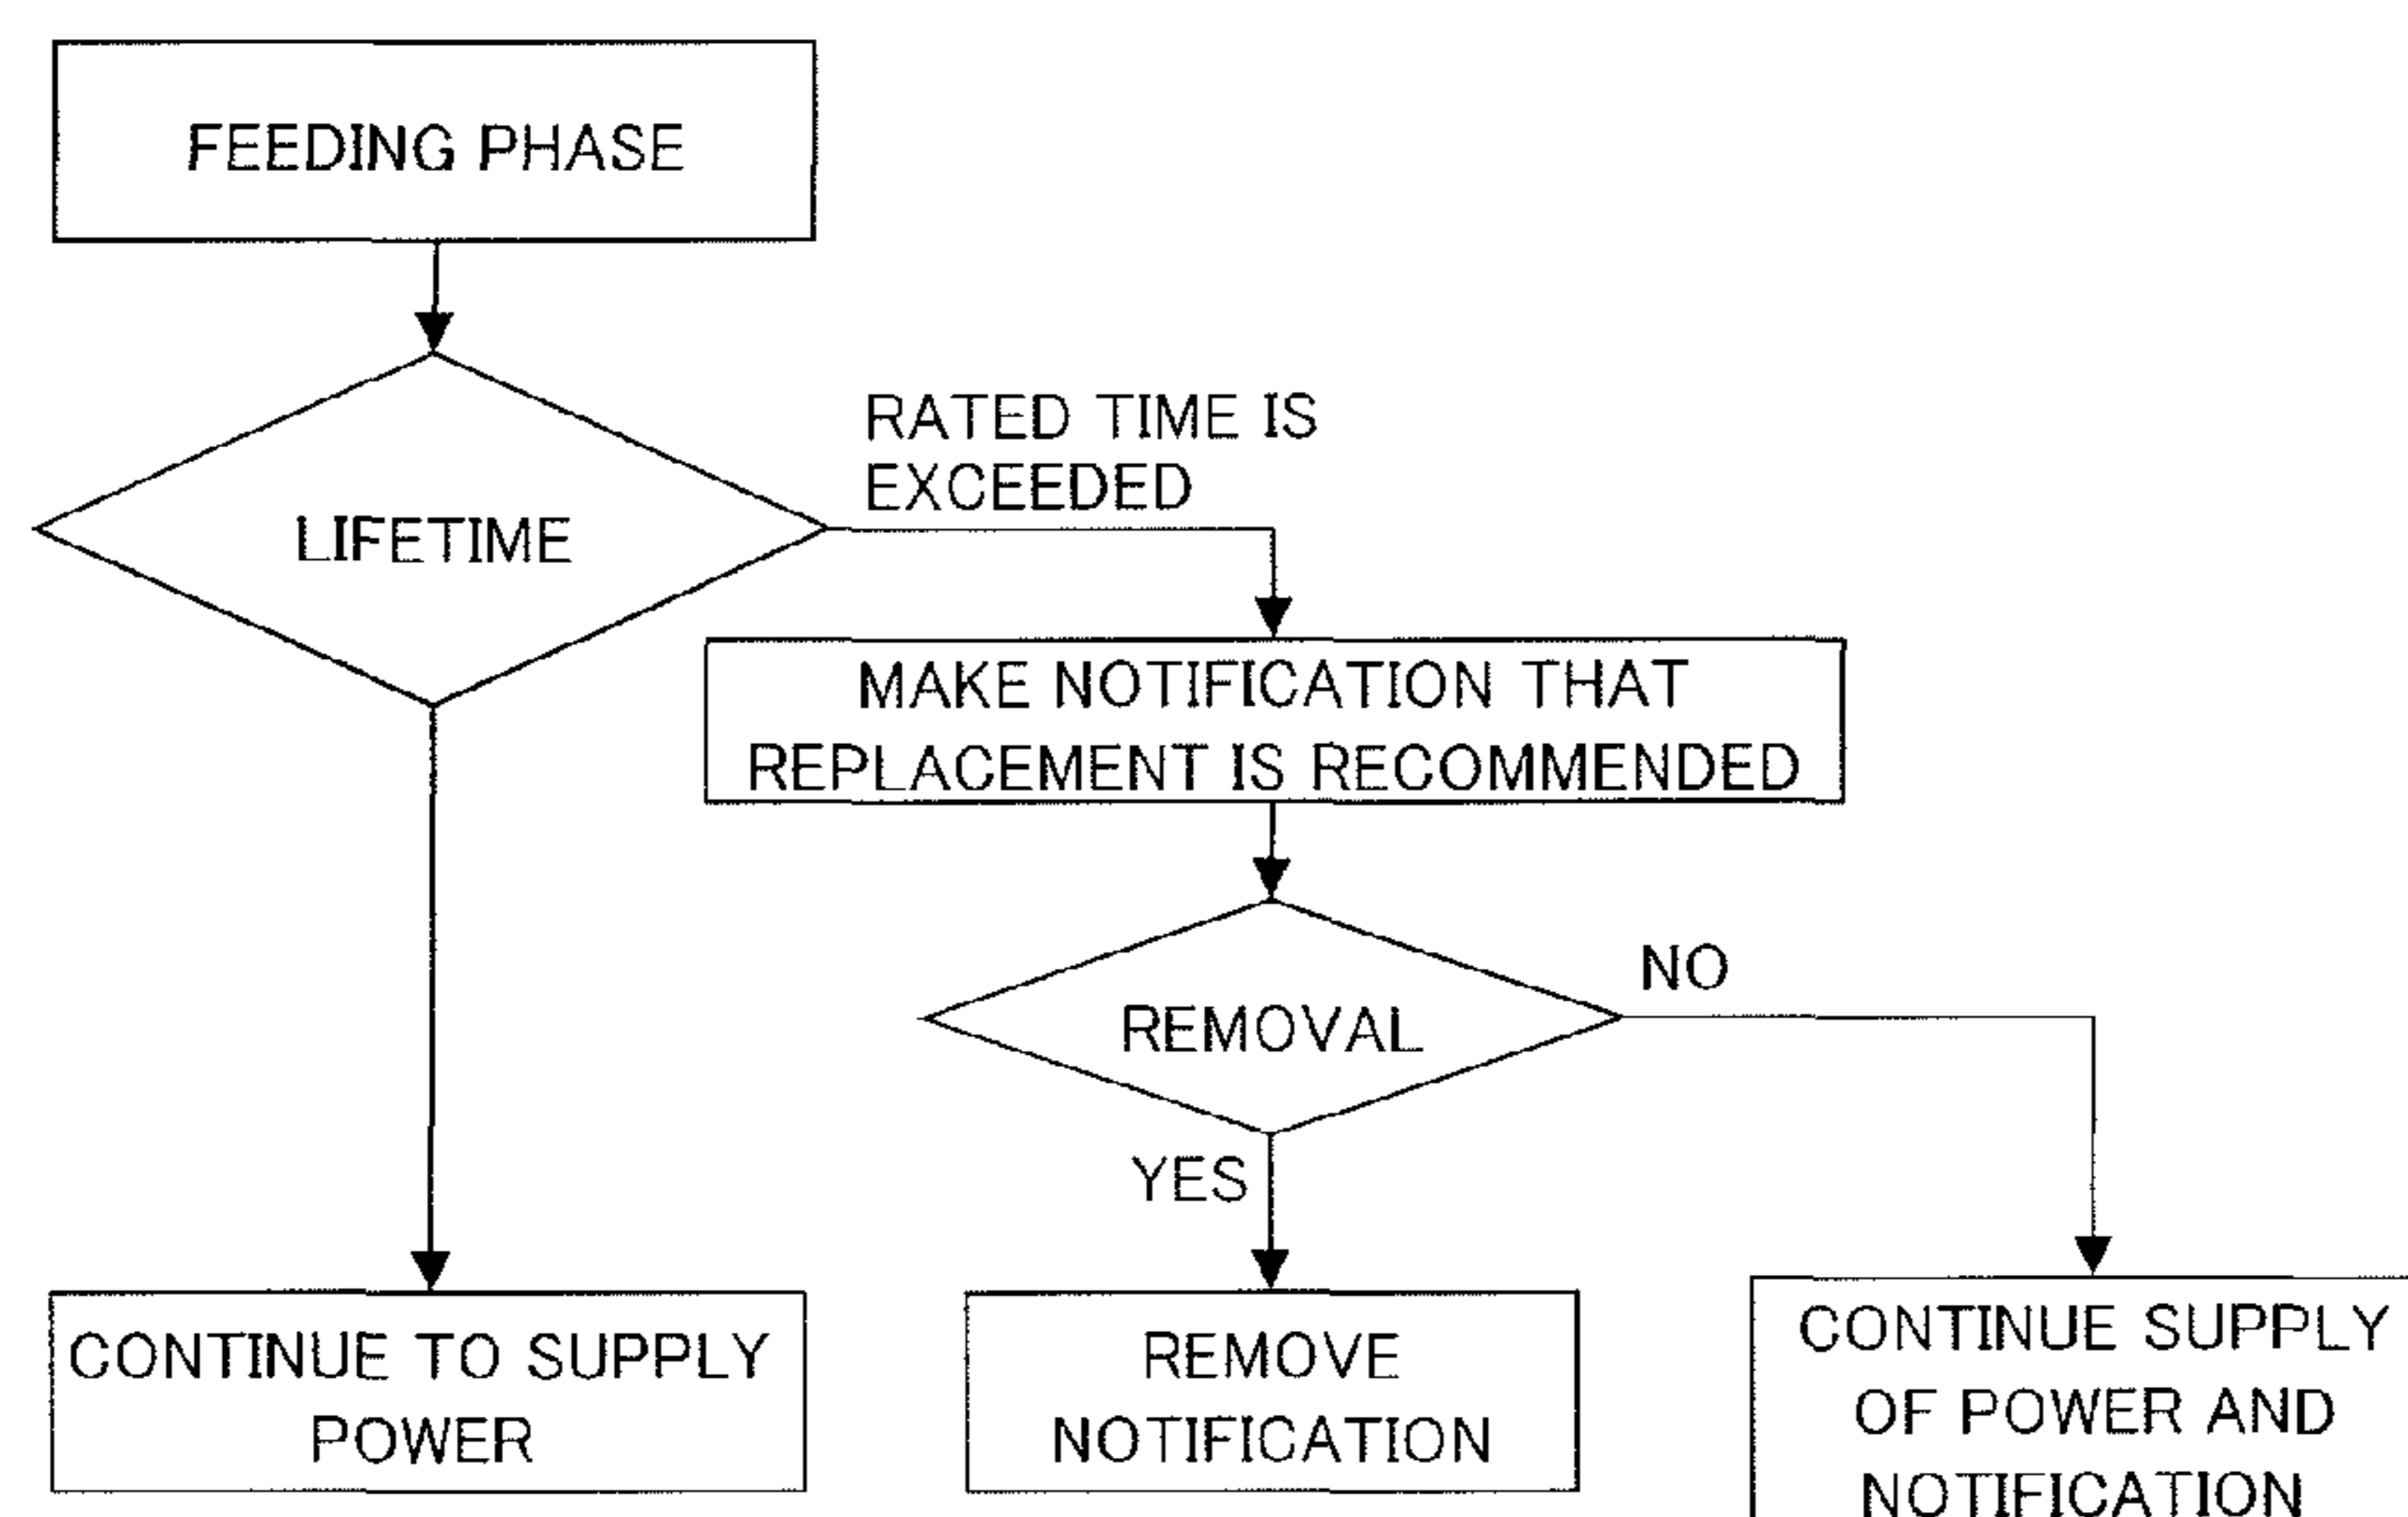 FEEDING PHASE
RATED TIME IS
EXCEEDED
LIFETIME
MAKE NOTIFICATION THAT
REPLACEMENT IS RECOMMENDED
NO
REMOVAL
YES
CONTINUE TO SUPPLY
POWER
REMOVE
NOTIFICATION
CONTINUE SUPPLY
OF POWER AND
NOTIFICATION